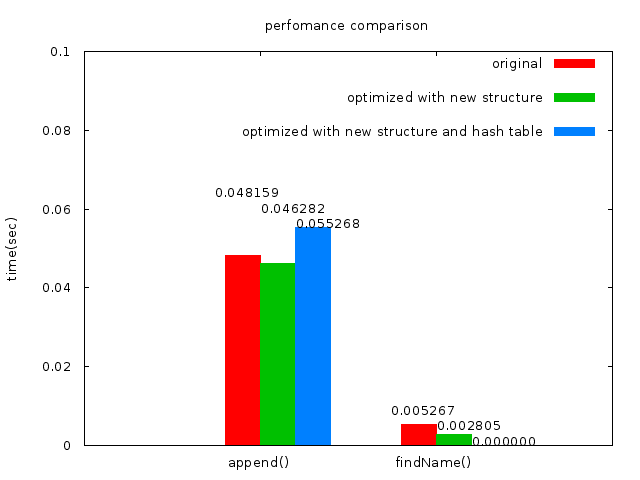 perfomance comparison
0.1
0.08
0.06
0.04
0.02
0
time(sec)
original
optimized with new structure
optimized with new structure and hash table
0.048159
0.046282
0.055268
0.005267
0.002805
0.000000
append()
findName()